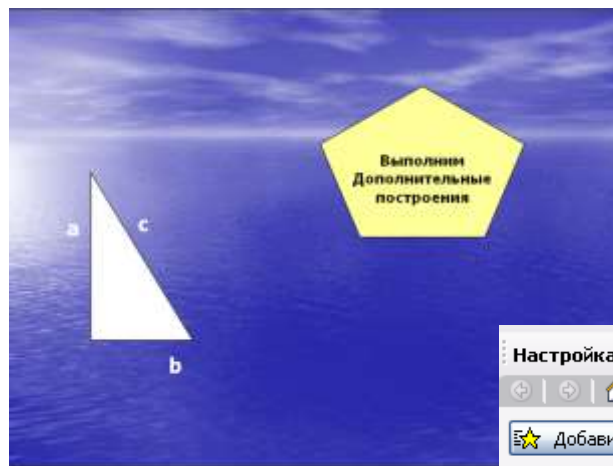 Выполним
Дополнительные
построения
a
c
b
Настройка
Добави